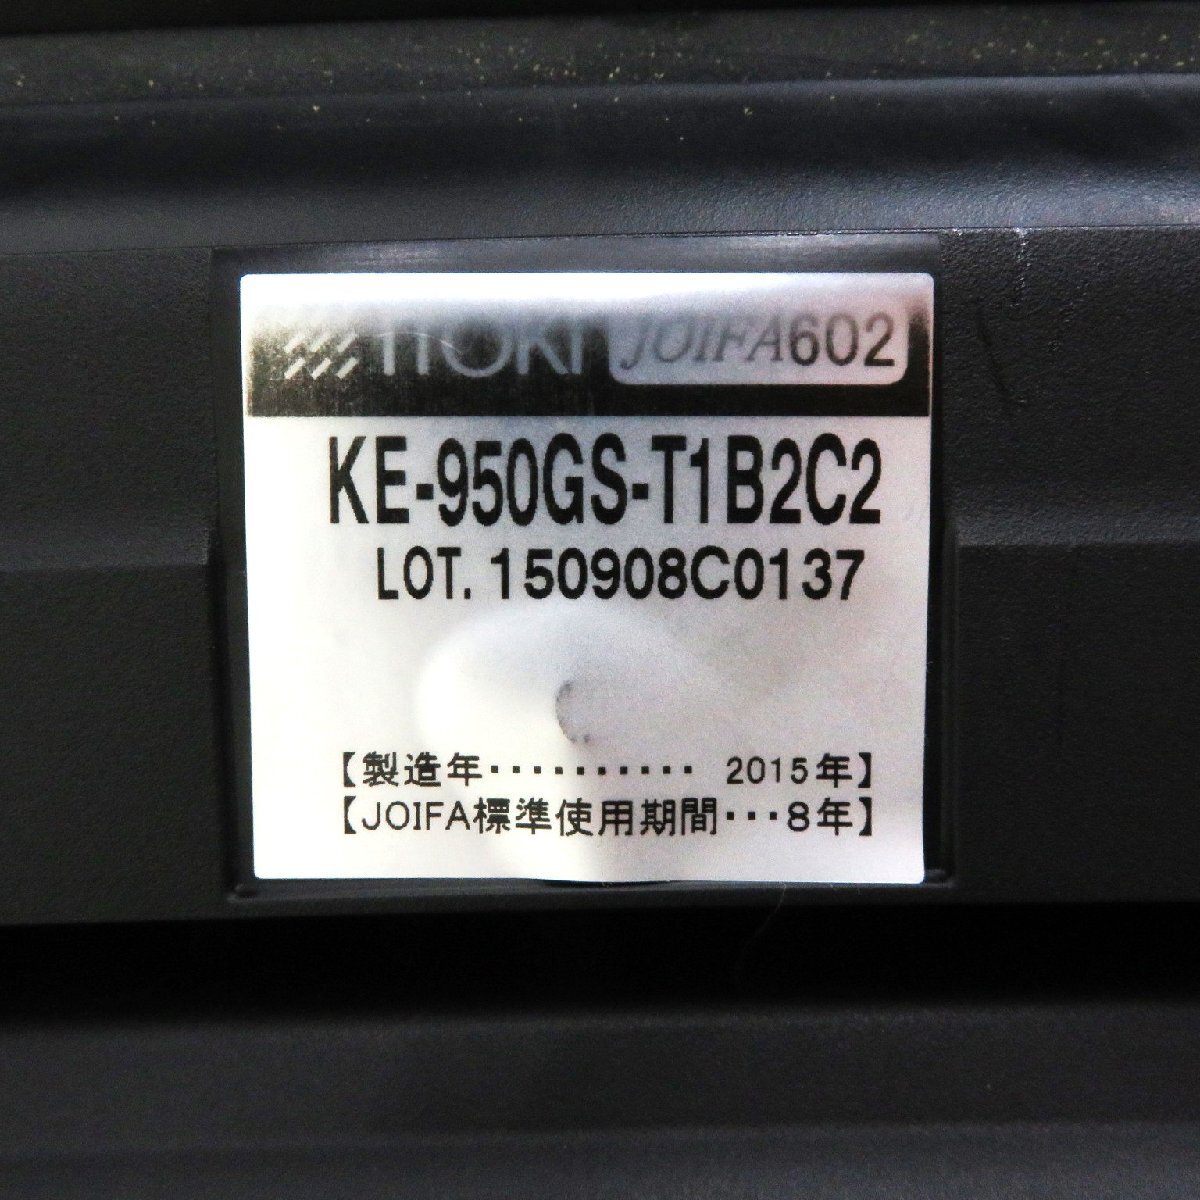 ITOKI JOIFA602
KE-950GS-T1B2C2
LOT. 150908C0137
【製造年‥‥‥‥‥ 2015年】
【JOIFA標準使用期間…8年】